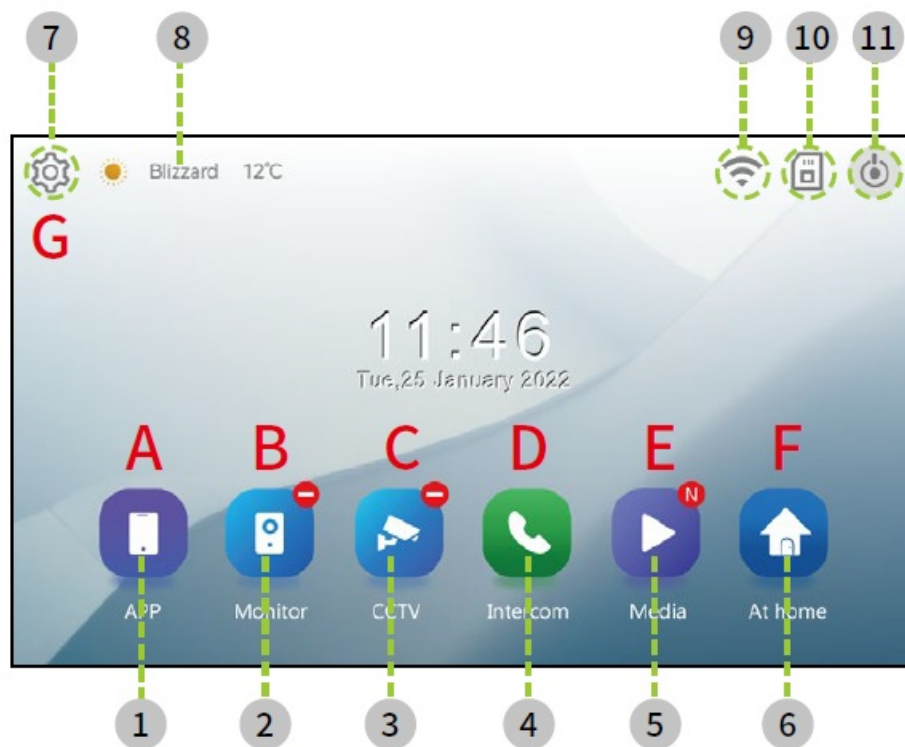 7 8 9 10 11
Blizzard 12°C
G
11:46
Tue,25 January 2022
A B C D E F
N
APP Monitor CCTV Intercom Media At home
1 2 3 4 5 6